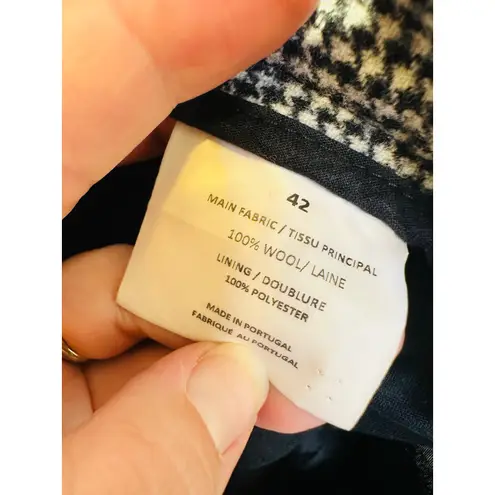 42
MAIN FABRIC / TISSU PRINCIPAL
100% WOOL/ LAINE
LINING / DOUBLURE
100% POLYESTER
MADE IN PORTUGAL
FABRIQUE AU PORTUGAL